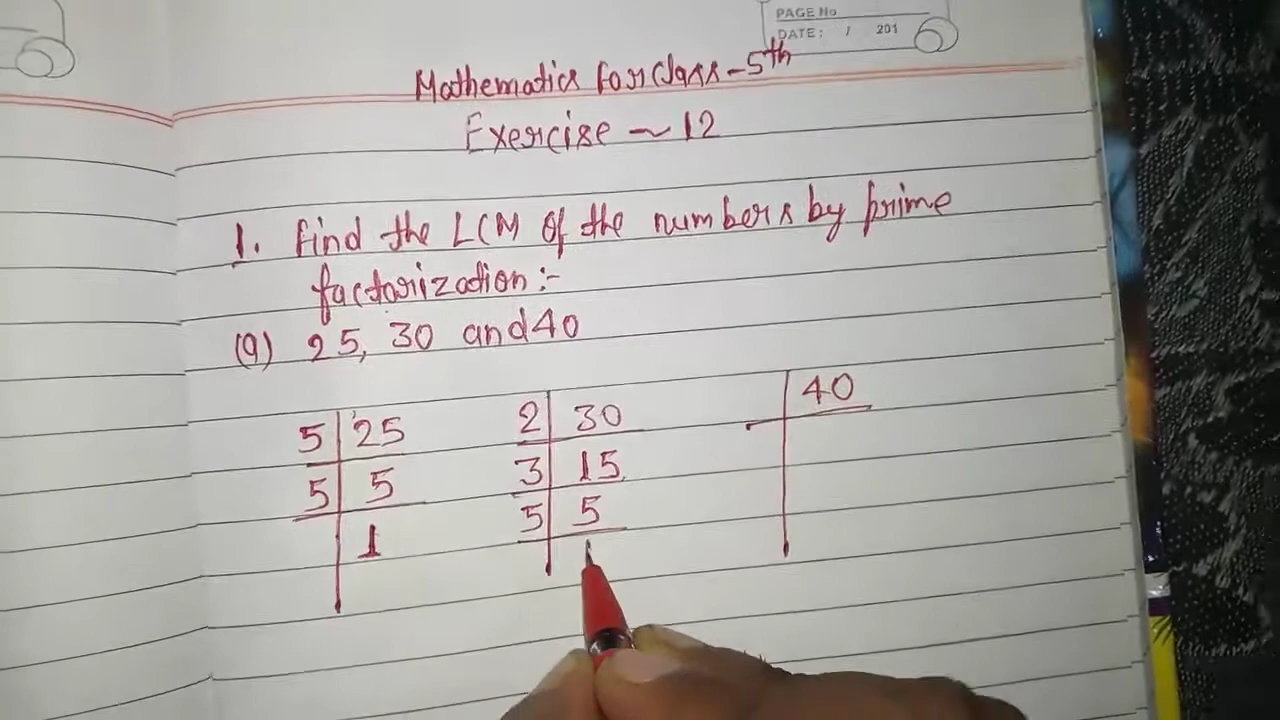 PAGE No
DATE: / 201
Mathematics For Class-5th
Exercise ~ 12
1. find the LCM of the numbers by prime
factorization:-
(a) 25, 30 and 40
5 25
5 5
1
2 30
3 15
5 5
40